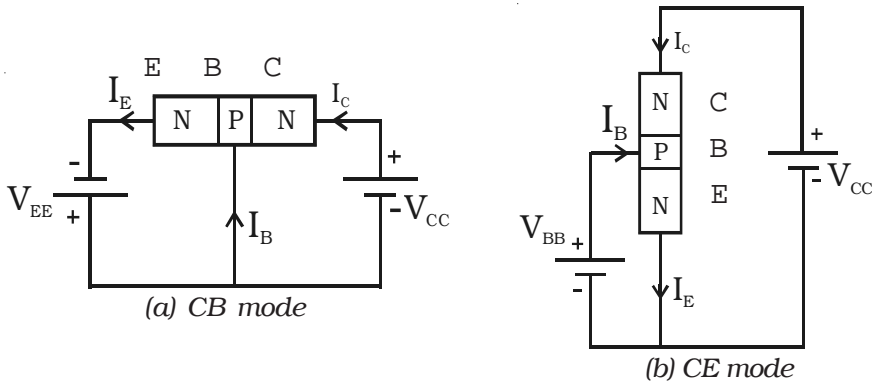 E B C
I_E
N P N
I_C
-
+
V_EE
+
I_B
-
V_CC
(a) CB mode
I_C
N C
I_B
P B
+
-
V_CC
N E
V_BB
+
-
I_E
(b) CE mode